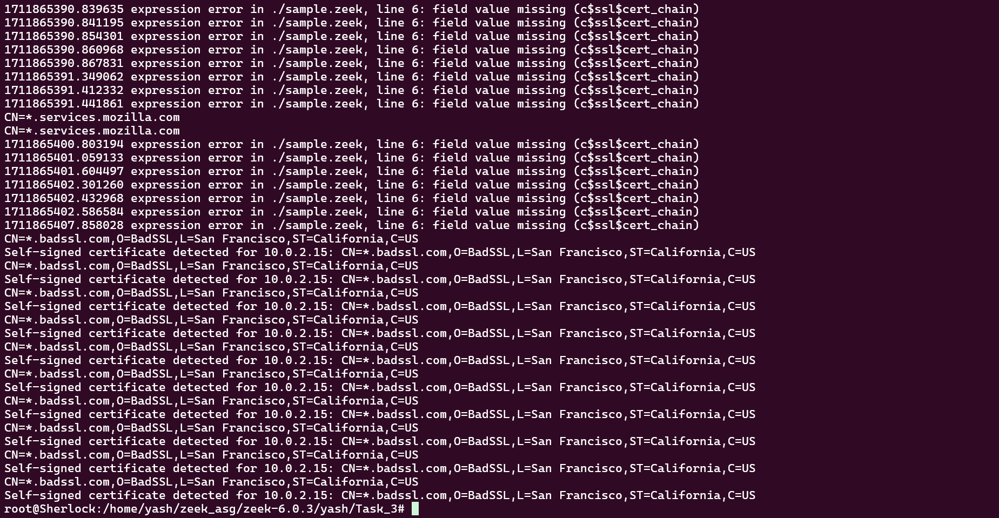 1711865390.839635 expression error in ./sample.zeek, line 6: field value missing (c$ssl$cert_chain)
1711865390.841195 expression error in ./sample.zeek, line 6: field value missing (c$ssl$cert_chain)
1711865390.854301 expression error in ./sample.zeek, line 6: field value missing (c$ssl$cert_chain)
1711865390.860968 expression error in ./sample.zeek, line 6: field value missing (c$ssl$cert_chain)
1711865390.867831 expression error in ./sample.zeek, line 6: field value missing (c$ssl$cert_chain)
1711865391.349062 expression error in ./sample.zeek, line 6: field value missing (c$ssl$cert_chain)
1711865391.412332 expression error in ./sample.zeek, line 6: field value missing (c$ssl$cert_chain)
1711865391.441861 expression error in ./sample.zeek, line 6: field value missing (c$ssl$cert_chain)
CN=*.services.mozilla.com
CN=*.services.mozilla.com
1711865400.803194 expression error in ./sample.zeek, line 6: field value missing (c$ssl$cert_chain)
1711865401.059133 expression error in ./sample.zeek, line 6: field value missing (c$ssl$cert_chain)
1711865401.604497 expression error in ./sample.zeek, line 6: field value missing (c$ssl$cert_chain)
1711865402.301260 expression error in ./sample.zeek, line 6: field value missing (c$ssl$cert_chain)
1711865402.432968 expression error in ./sample.zeek, line 6: field value missing (c$ssl$cert_chain)
1711865402.586584 expression error in ./sample.zeek, line 6: field value missing (c$ssl$cert_chain)
1711865407.858028 expression error in ./sample.zeek, line 6: field value missing (c$ssl$cert_chain)
CN=*.badssl.com,O=BadSSL,L=San Francisco,ST=California,C=US
Self-signed certificate detected for 10.0.2.15: CN=*.badssl.com,O=BadSSL,L=San Francisco,ST=California,C=US
CN=*.badssl.com,O=BadSSL,L=San Francisco,ST=California,C=US
Self-signed certificate detected for 10.0.2.15: CN=*.badssl.com,O=BadSSL,L=San Francisco,ST=California,C=US
CN=*.badssl.com,O=BadSSL,L=San Francisco,ST=California,C=US
Self-signed certificate detected for 10.0.2.15: CN=*.badssl.com,O=BadSSL,L=San Francisco,ST=California,C=US
CN=*.badssl.com,O=BadSSL,L=San Francisco,ST=California,C=US
Self-signed certificate detected for 10.0.2.15: CN=*.badssl.com,O=BadSSL,L=San Francisco,ST=California,C=US
CN=*.badssl.com,O=BadSSL,L=San Francisco,ST=California,C=US
Self-signed certificate detected for 10.0.2.15: CN=*.badssl.com,O=BadSSL,L=San Francisco,ST=California,C=US
CN=*.badssl.com,O=BadSSL,L=San Francisco,ST=California,C=US
Self-signed certificate detected for 10.0.2.15: CN=*.badssl.com,O=BadSSL,L=San Francisco,ST=California,C=US
CN=*.badssl.com,O=BadSSL,L=San Francisco,ST=California,C=US
Self-signed certificate detected for 10.0.2.15: CN=*.badssl.com,O=BadSSL,L=San Francisco,ST=California,C=US
CN=*.badssl.com,O=BadSSL,L=San Francisco,ST=California,C=US
Self-signed certificate detected for 10.0.2.15: CN=*.badssl.com,O=BadSSL,L=San Francisco,ST=California,C=US
CN=*.badssl.com,O=BadSSL,L=San Francisco,ST=California,C=US
Self-signed certificate detected for 10.0.2.15: CN=*.badssl.com,O=BadSSL,L=San Francisco,ST=California,C=US
CN=*.badssl.com,O=BadSSL,L=San Francisco,ST=California,C=US
Self-signed certificate detected for 10.0.2.15: CN=*.badssl.com,O=BadSSL,L=San Francisco,ST=California,C=US
root@Sherlock:/home/yash/zeek_asg/zeek-6.0.3/yash/Task_3#